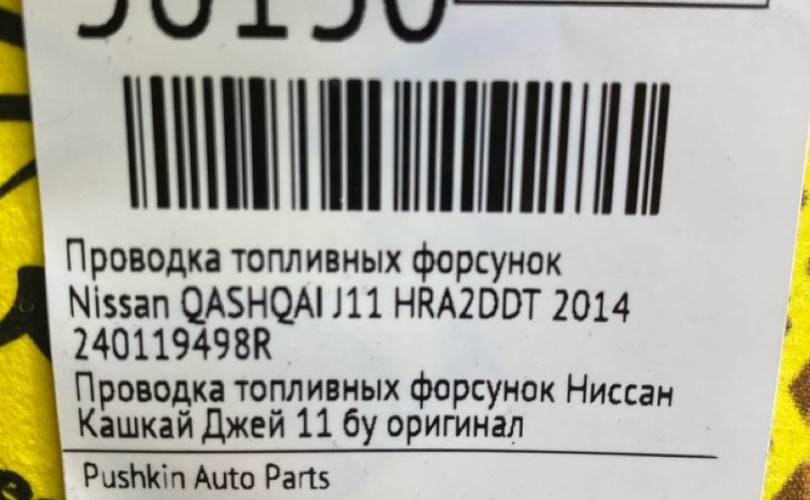 Проводка топливных форсунок
Nissan QASHQAI J11 HRA2DDT 2014
240119498R
Проводка топливных форсунок Ниссан
Кашкай Джей 11 бу оригинал
Pushkin Auto Parts